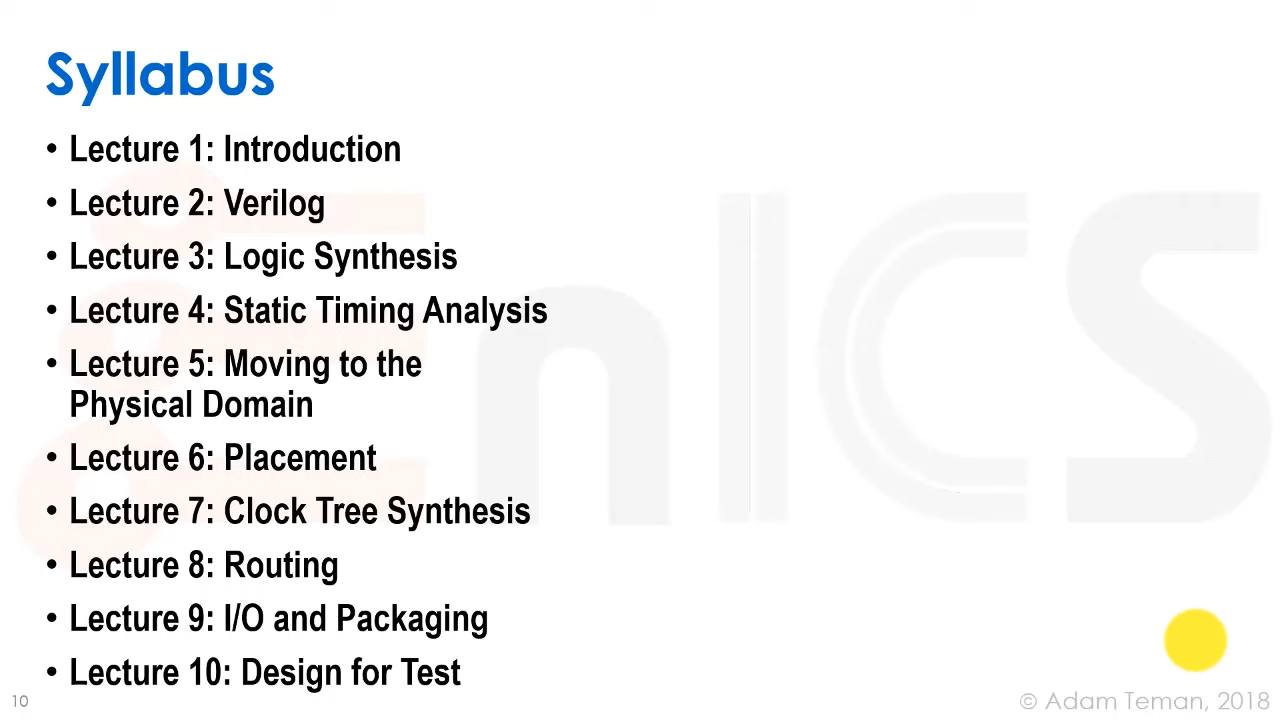 Syllabus
• Lecture 1: Introduction
• Lecture 2: Verilog
• Lecture 3: Logic Synthesis
• Lecture 4: Static Timing Analysis
• Lecture 5: Moving to the
Physical Domain
• Lecture 6: Placement
• Lecture 7: Clock Tree Synthesis
• Lecture 8: Routing
• Lecture 9: I/O and Packaging
• Lecture 10: Design for Test
EnICS
10
© Adam Teman, 2018